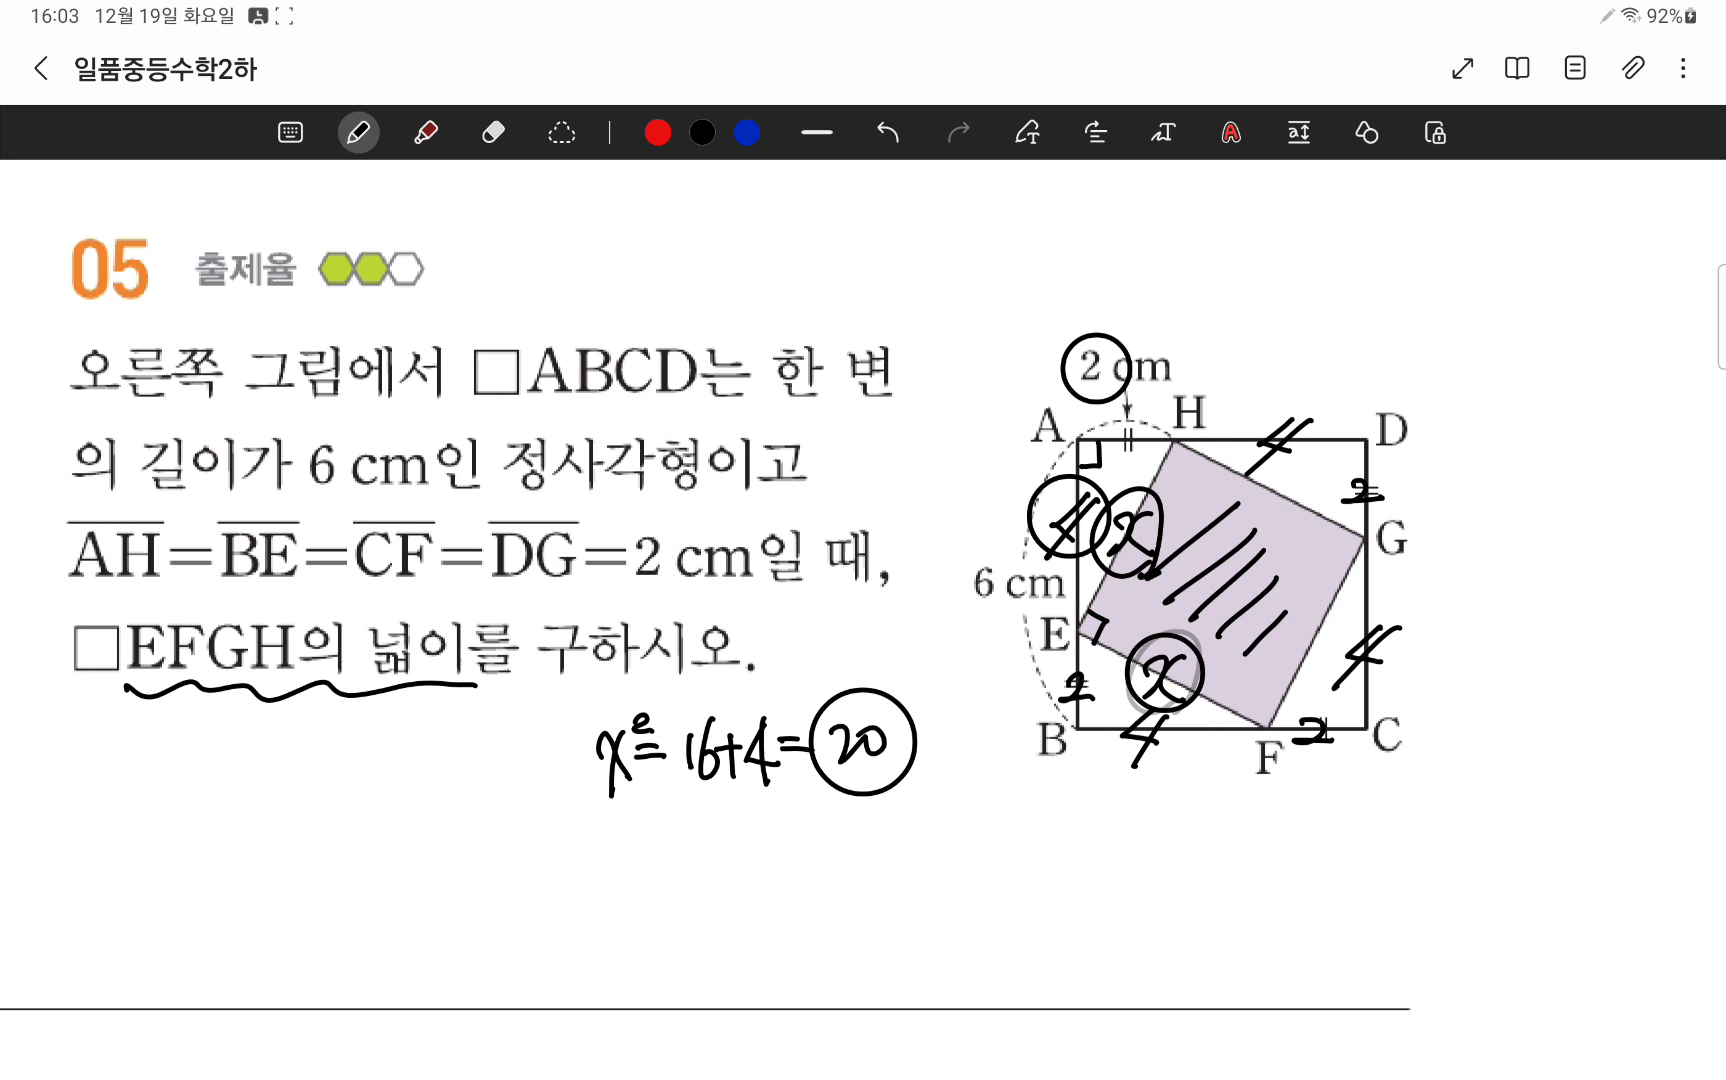 16:03 12월 19일 화요일 92%
일품중등수학2하
05 출제율
오른쪽 그림에서 □ABCD는 한 변
의 길이가 6 cm인 정사각형이고
AH=BE=CF=DG=2 cm일 때,
□EFGH의 넓이를 구하시오.
x²=16+4=20
2 cm
A H 4 D
2
4 x G
6 cm
E 4
2 x
B 4 F 2 C